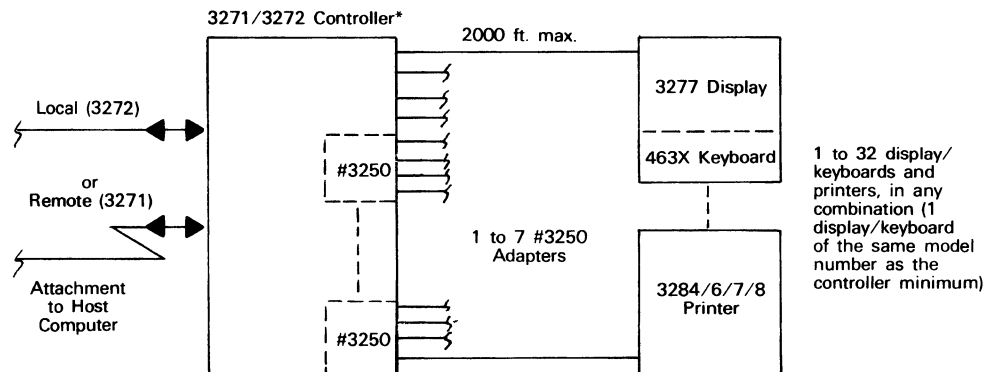 3271/3272 Controller*
2000 ft. max.
Local (3272)
or
Remote (3271)
Attachment
to Host
Computer
#3250
#3250
1 to 7 #3250
Adapters
3277 Display
463X Keyboard
3284/6/7/8
Printer
1 to 32 display/
keyboards and
printers, in any
combination (1
display/keyboard
of the same model
number as the
controller minimum)